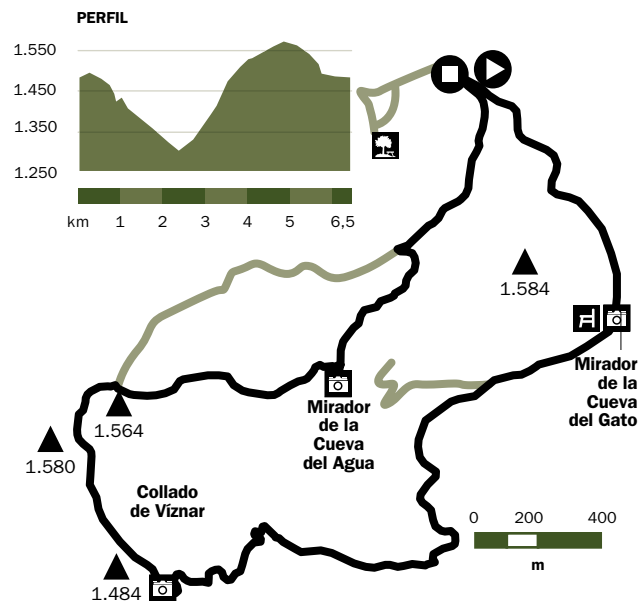 PERFIL
1.550
1.450
1.350
1.250
km 1 2 3 4 5 6,5
1.584
Mirador
de la
Cueva
del Gato
Mirador
de la
Cueva
del Agua
1.564
1.580
Collado
de Víznar
1.484
0 200 400
m